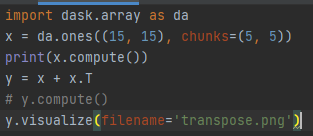 import dask.array as da
x = da.ones((15, 15), chunks=(5, 5))
print(x.compute())
y = x + x.T
# y.compute()
y.visualize(filename='transpose.png')